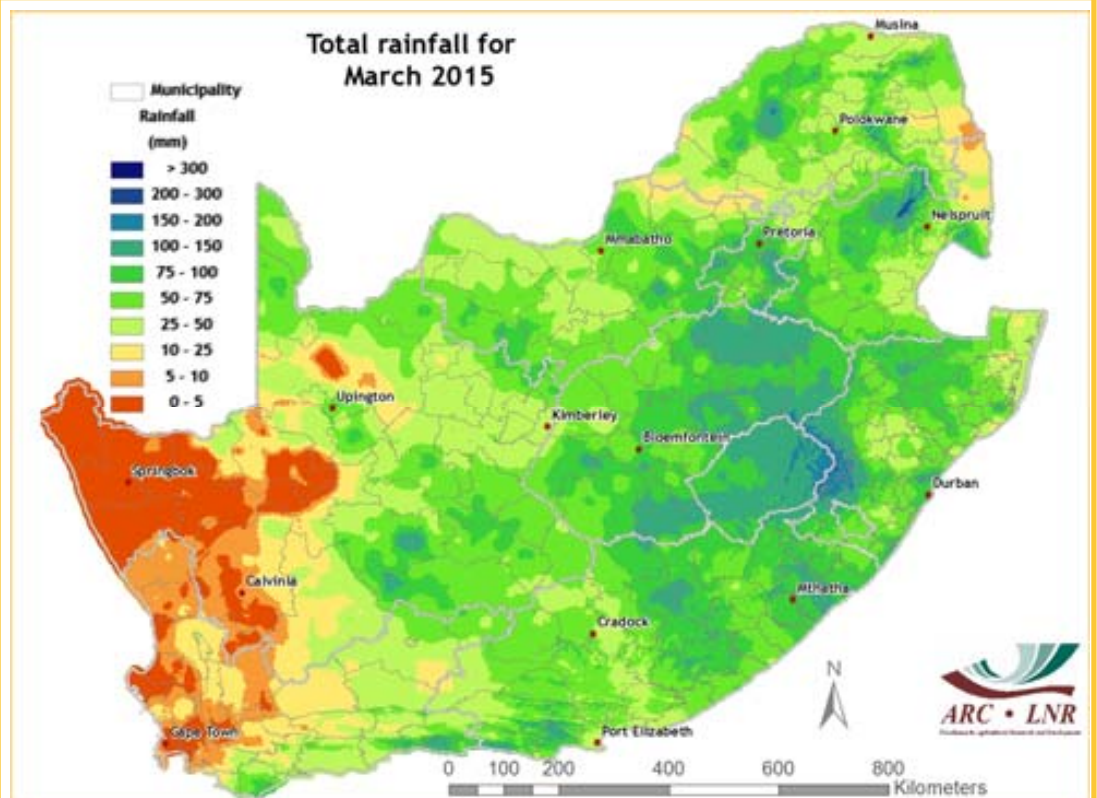 Total rainfall for
March 2015
Municipality
Rainfall
(mm)
> 300
200 - 300
150 - 200
100 - 150
75 - 100
50 - 75
25 - 50
10 - 25
5 - 10
0 - 5
Musina
Polokwane
Nelspruit
Pretoria
Mmabatho
Upington
Kimberley
Bloemfontein
Springbok
Durban
Calvinia
Mthatha
Cradock
Cape Town
Port Elizabeth
N
ARC • LNR
0 100 200 400 600 800
Kilometers